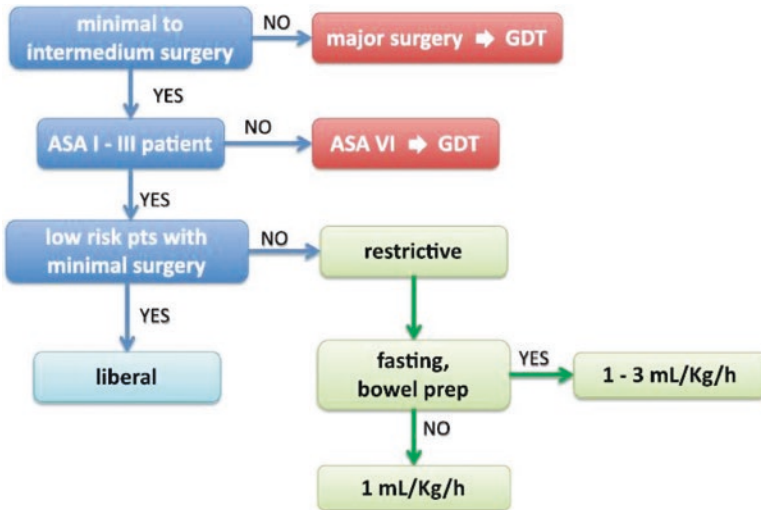 minimal to
intermedium surgery
NO
major surgery ➡ GDT
YES
ASA I - III patient
NO
ASA VI ➡ GDT
YES
low risk pts with
minimal surgery
NO
restrictive
YES
liberal
fasting,
bowel prep
YES
1 - 3 mL/Kg/h
NO
1 mL/Kg/h